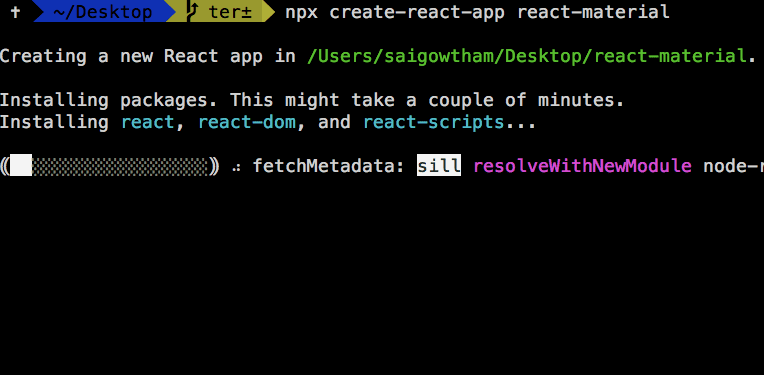 ~/Desktop ter± npx create-react-app react-material
Creating a new React app in /Users/saigowtham/Desktop/react-material.
Installing packages. This might take a couple of minutes.
Installing react, react-dom, and react-scripts...
fetchMetadata: sill resolveWithNewModule node-r